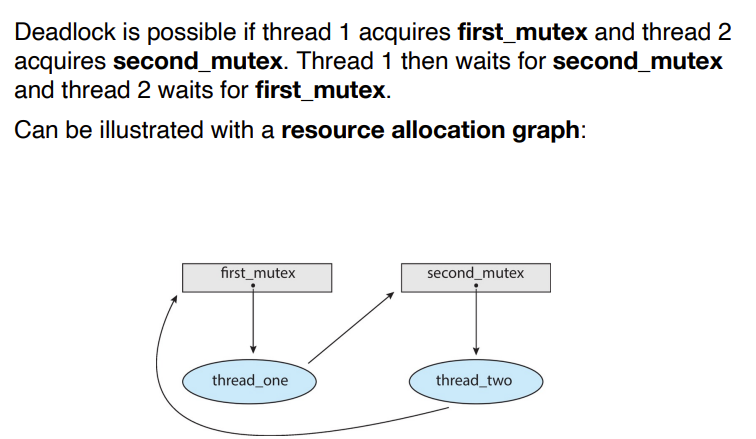 Deadlock is possible if thread 1 acquires first_mutex and thread 2
acquires second_mutex. Thread 1 then waits for second_mutex
and thread 2 waits for first_mutex.
Can be illustrated with a resource allocation graph:
first_mutex
second_mutex
thread_one
thread_two